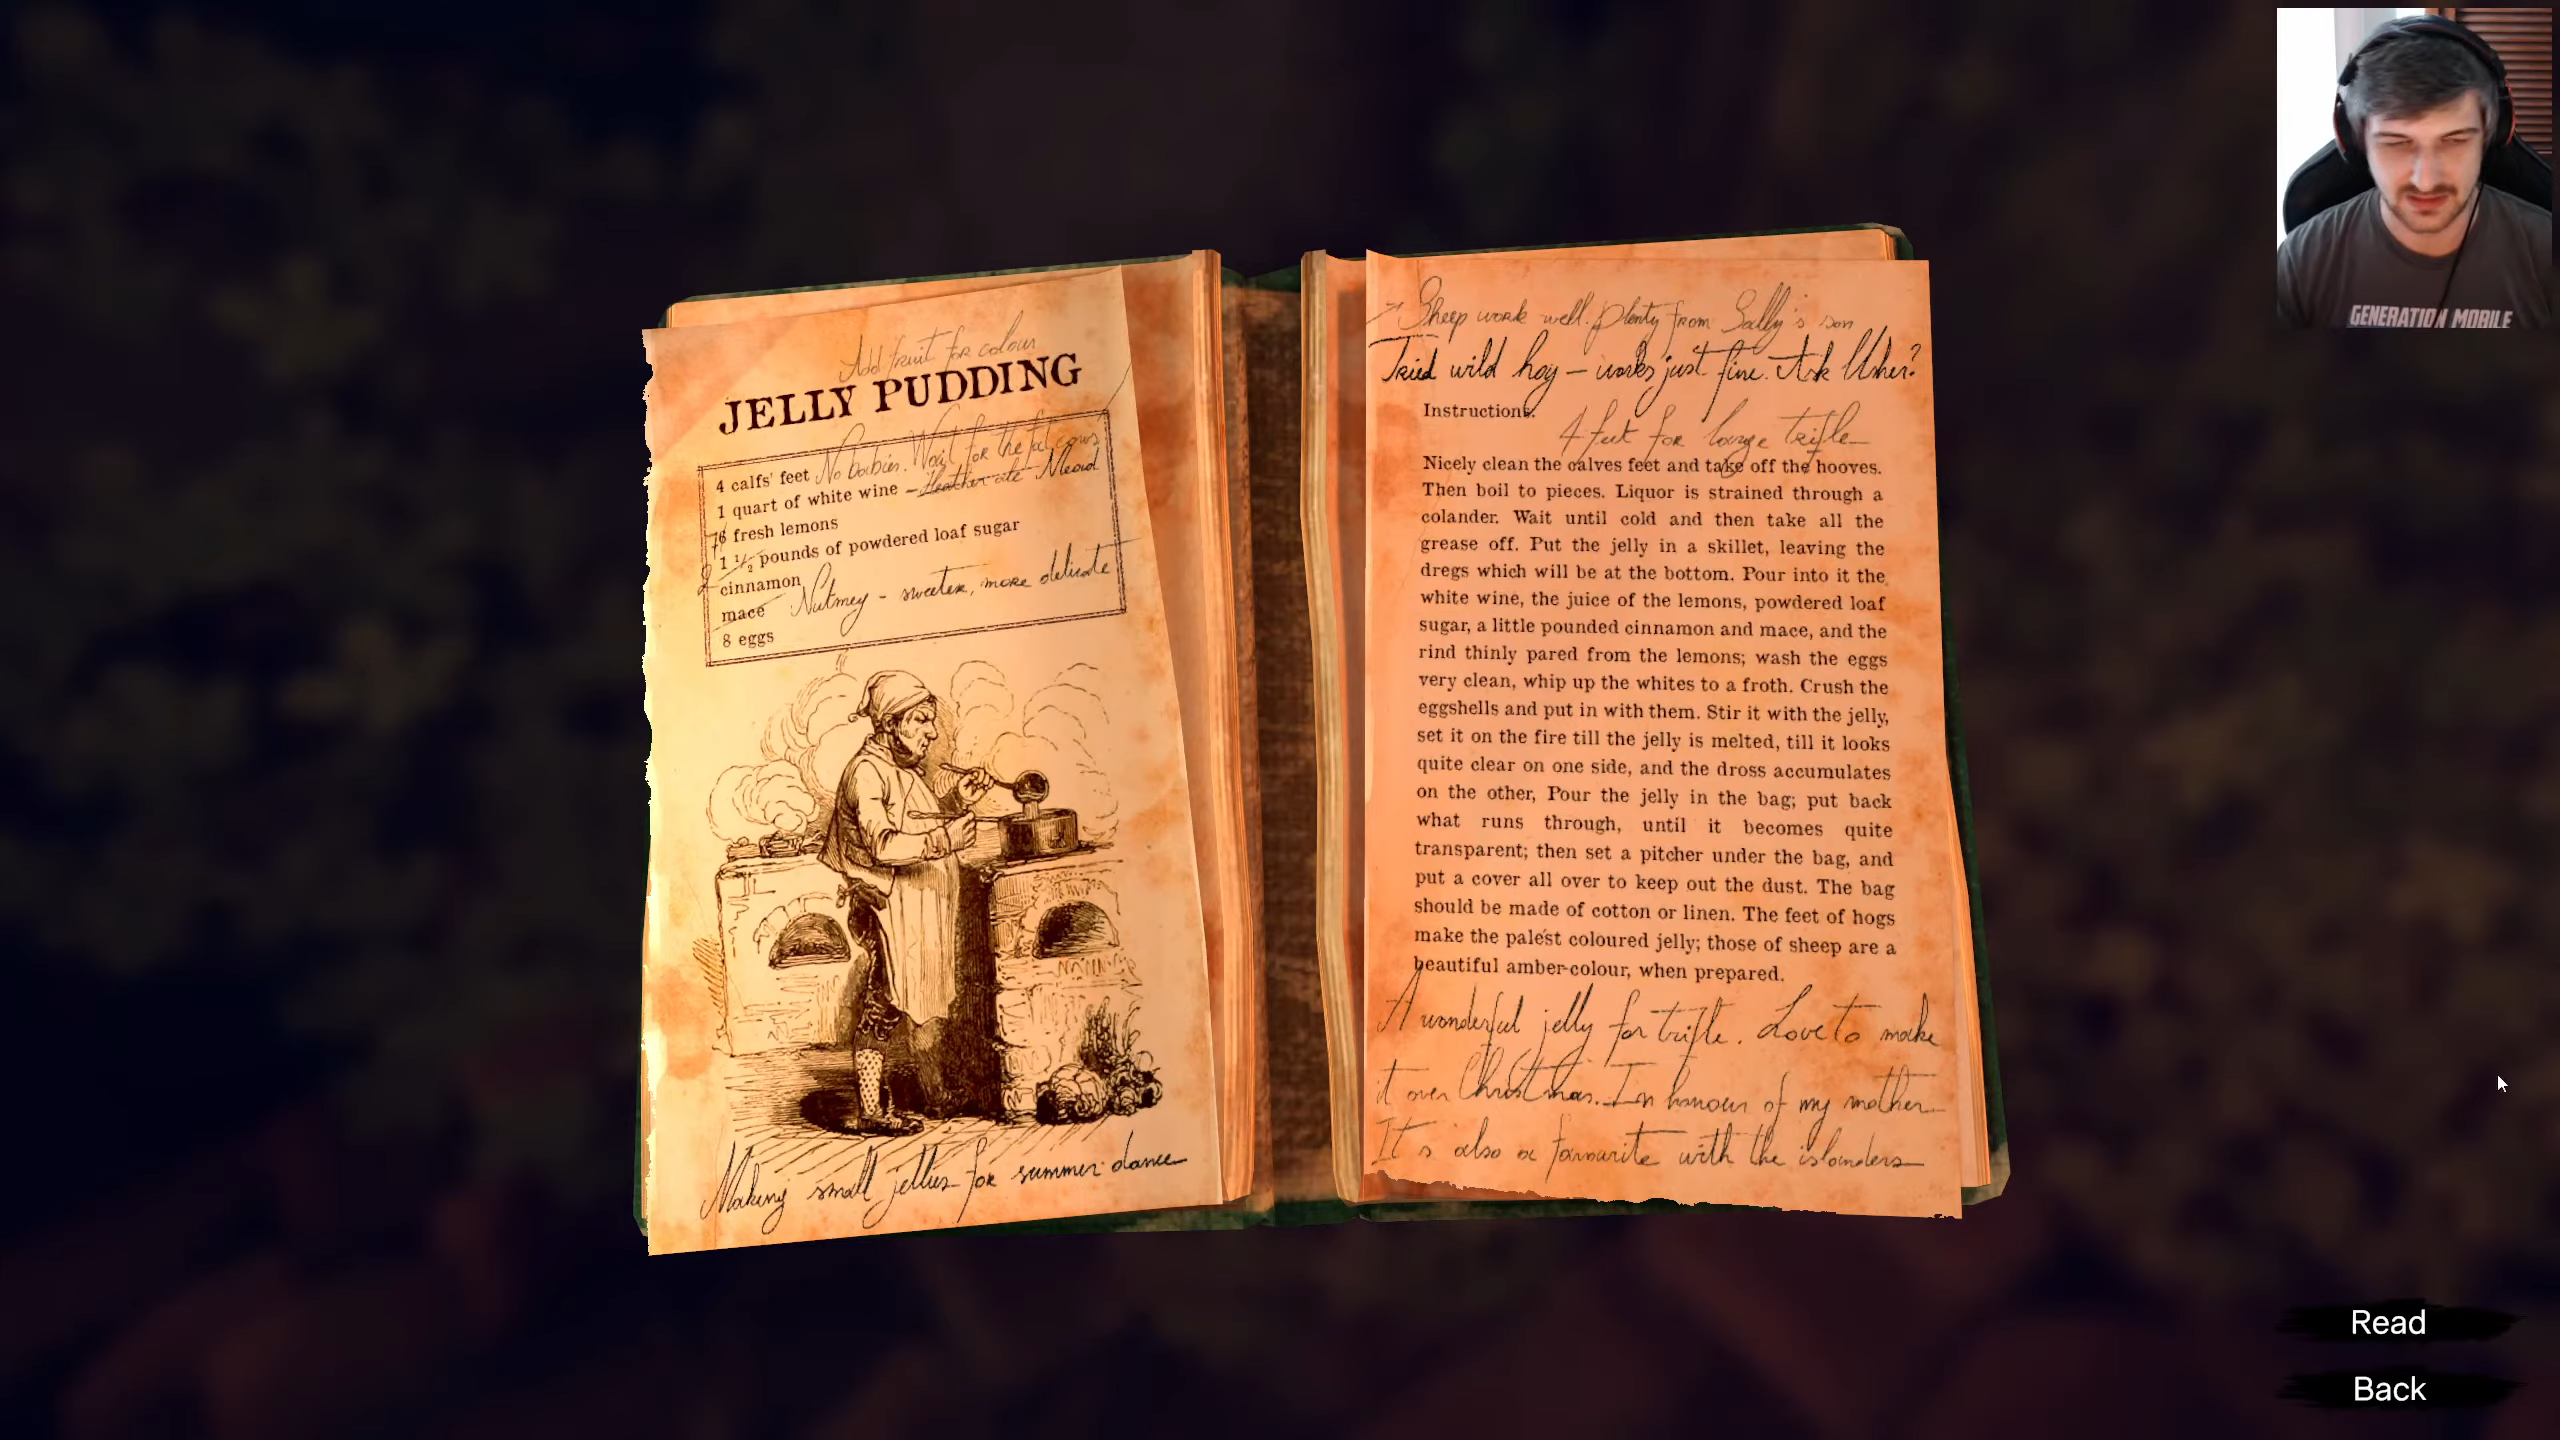 Add fruit for colour
JELLY PUDDING
4 calfs' feet No babies. Wait for the fat cows
1 quart of white wine - Heather ale Mead
76 fresh lemons
2 1 1/2 pounds of powdered loaf sugar
cinnamon
mace Nutmeg - sweeter, more delicate
8 eggs
Making small jellies for summer dance
→ Sheep work well. plenty from Sally's son
Tried wild hog - works just fine. Ask Usher?
Instructions.
4 feet for large trifle
Nicely clean the calves feet and take off the hooves.
Then boil to pieces. Liquor is strained through a
colander. Wait until cold and then take all the
grease off. Put the jelly in a skillet, leaving the
dregs which will be at the bottom. Pour into it the
white wine, the juice of the lemons, powdered loaf
sugar, a little pounded cinnamon and mace, and the
rind thinly pared from the lemons; wash the eggs
very clean, whip up the whites to a froth. Crush the
eggshells and put in with them. Stir it with the jelly,
set it on the fire till the jelly is melted, till it looks
quite clear on one side, and the dross accumulates
on the other, Pour the jelly in the bag; put back
what runs through, until it becomes quite
transparent; then set a pitcher under the bag, and
put a cover all over to keep out the dust. The bag
should be made of cotton or linen. The feet of hogs
make the palest coloured jelly; those of sheep are a
beautiful amber-colour, when prepared.
A wonderful jelly for trifle. Love to make
it over Christmas. In honour of my mother
It's also a favourite with the islanders
GENERATION MOBILE
Read
Back